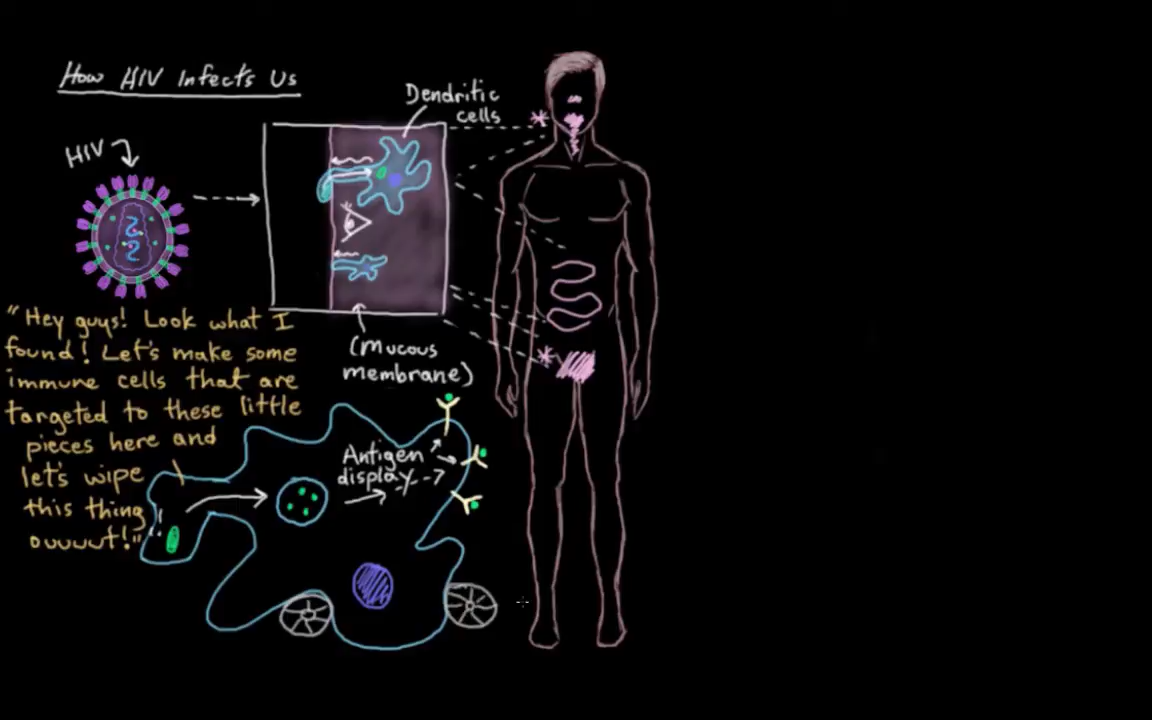 How HIV Infects Us
HIV
Dendritic
cells
(mucous
membrane)
"Hey guys! Look what I
found! Let's make some
immune cells that are
targeted to these little
pieces here and
let's wipe
this thing
ouuuut!"
Antigen
display